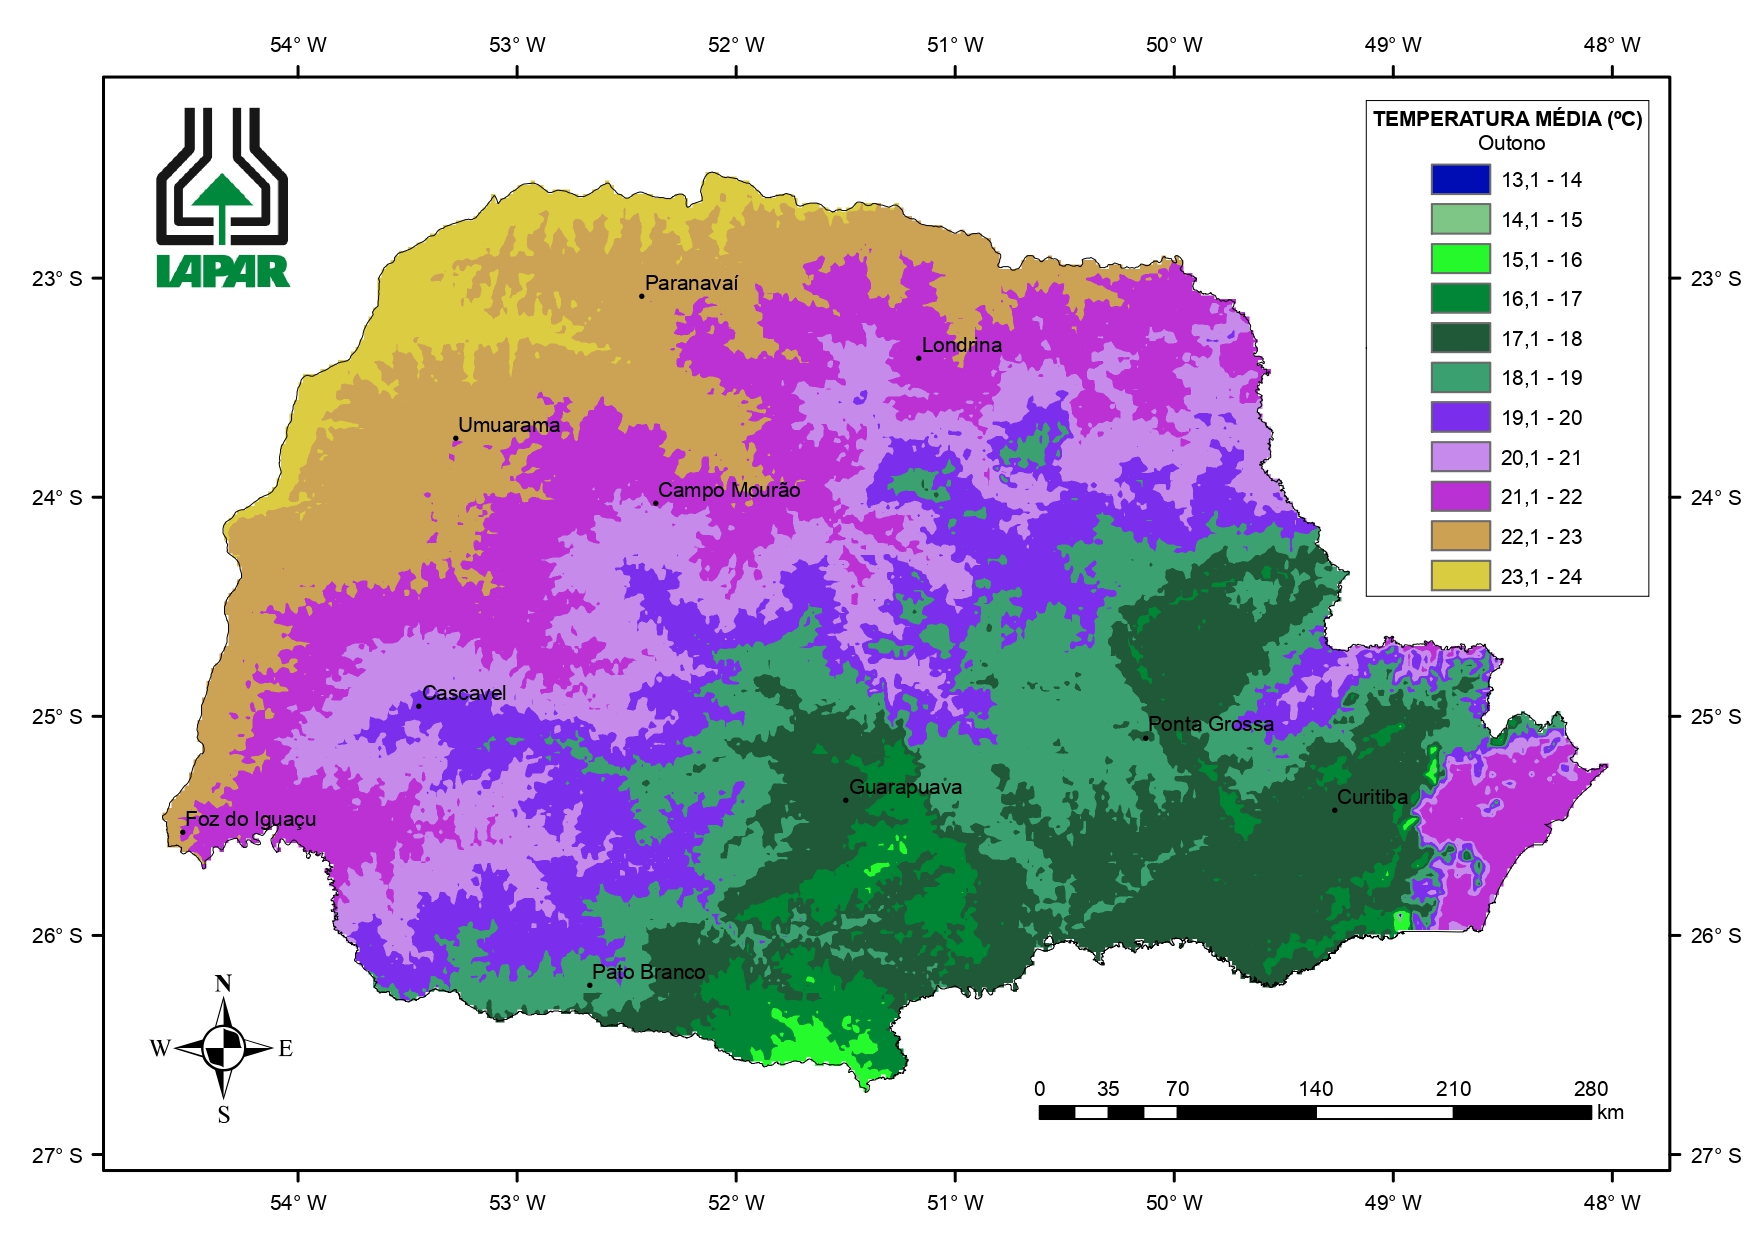 54° W 53° W 52° W 51° W 50° W 49° W 48° W
IAPAR
TEMPERATURA MÉDIA (ºC)
Outono
13,1 - 14
14,1 - 15
15,1 - 16
16,1 - 17
17,1 - 18
18,1 - 19
19,1 - 20
20,1 - 21
21,1 - 22
22,1 - 23
23,1 - 24
23° S 23° S
Paranavaí
Londrina
Umuarama
Campo Mourão
24° S 24° S
Cascavel
25° S 25° S
Ponta Grossa
Guarapuava
Curitiba
Foz do Iguaçu
26° S 26° S
Pato Branco
N
W E
S
0 35 70 140 210 280
km
27° S 27° S
54° W 53° W 52° W 51° W 50° W 49° W 48° W